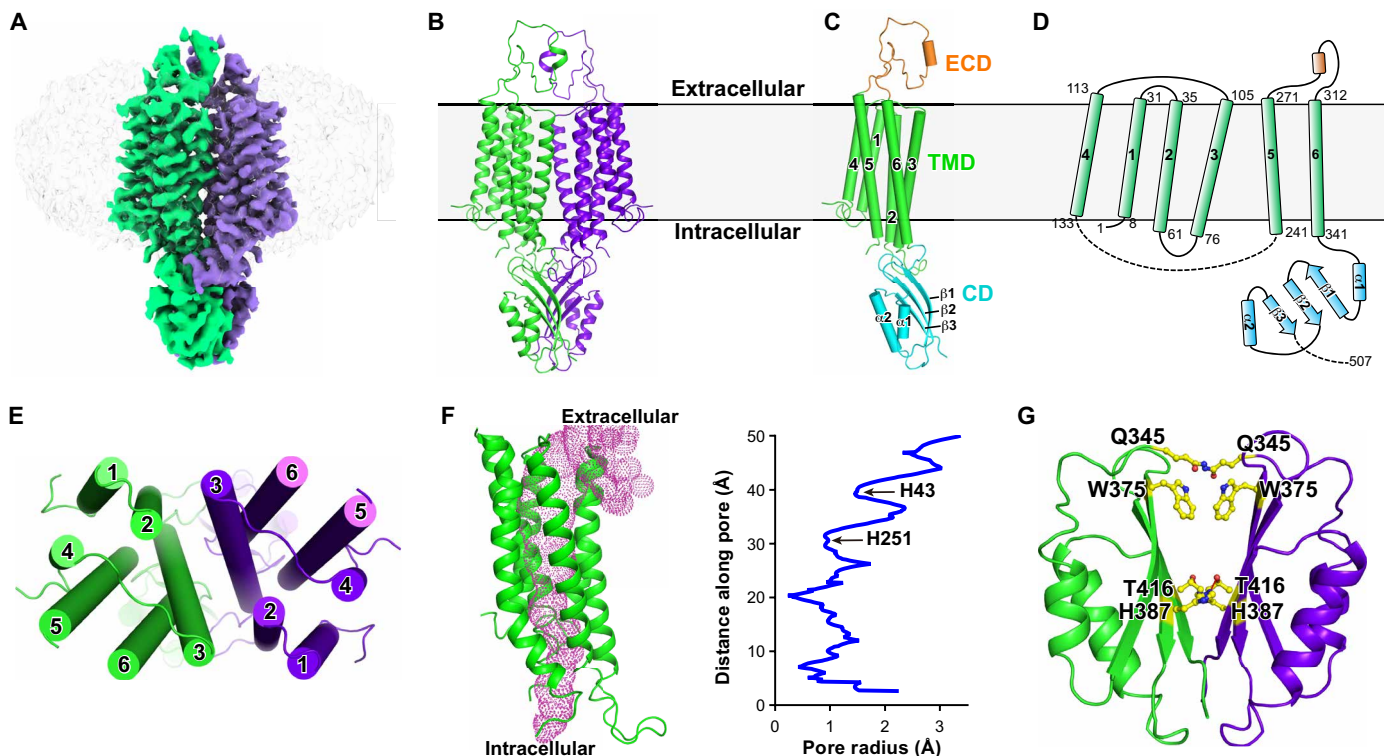 A
B
C
D
ECD
Extracellular
1
4 5 6 3
TMD
2
Intracellular
β1
CD
β2
β3
α2 α1
113 31 35 105 271 312
4 1 2 3 5 6
133 1 8 61 76 241 341
β1
α1
β2
β3
α2
507
E
1
3
6
2
5
4
4
5
2
6
3
1
F
Extracellular
Intracellular
Distance along pore (Å)
50
40
30
20
10
0
H43
H251
0 1 2 3
Pore radius (Å)
G
Q345 Q345
W375 W375
T416 T416
H387 H387